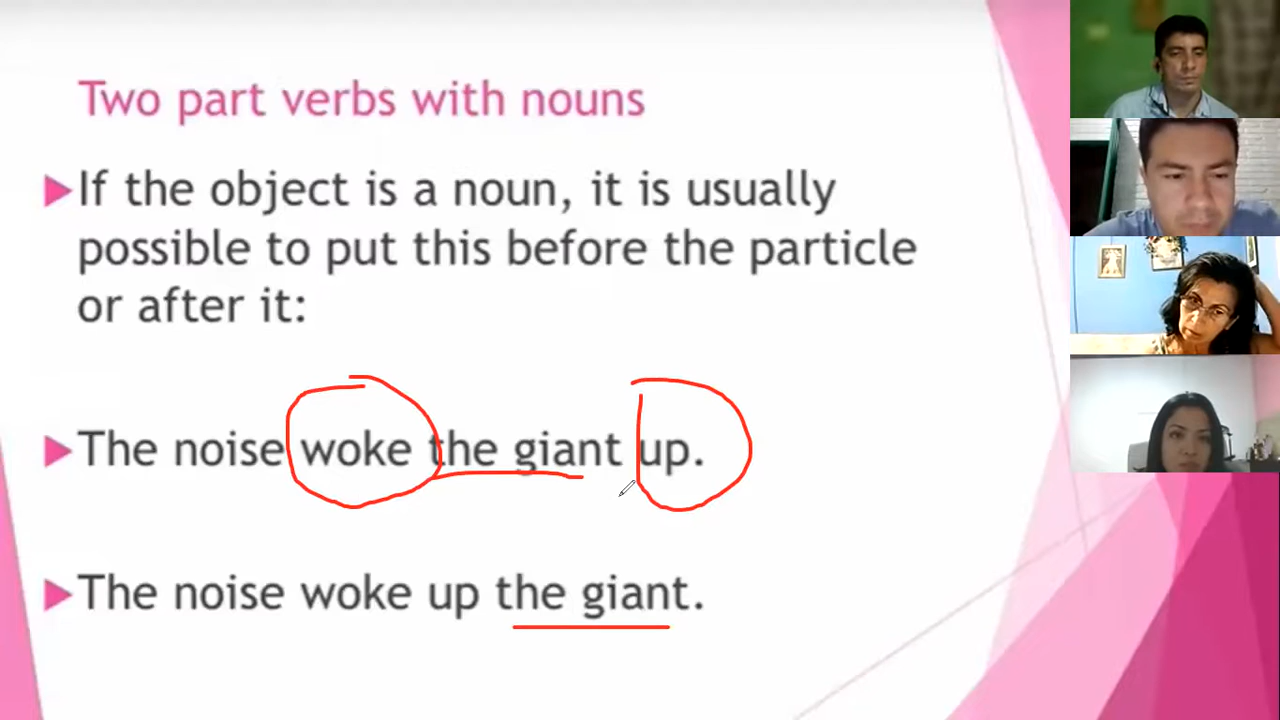 Two part verbs with nouns
If the object is a noun, it is usually
possible to put this before the particle
or after it:
The noise woke the giant up.
The noise woke up the giant.